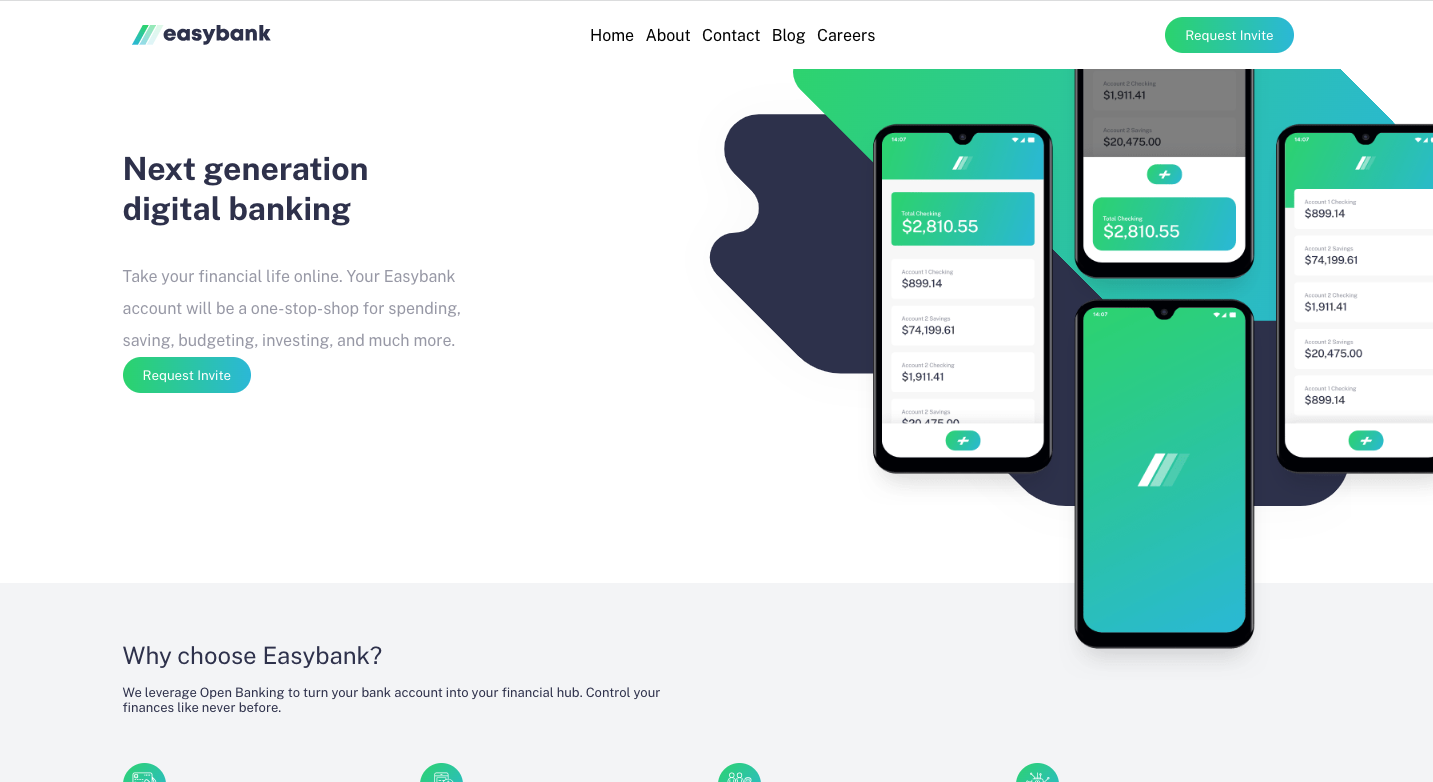 easybank
Home About Contact Blog Careers
Request Invite
Next generation
digital banking
Take your financial life online. Your Easybank
account will be a one-stop-shop for spending,
saving, budgeting, investing, and much more.
Request Invite
14:07
Total Checking
$2,810.55
Account 1 Checking
$899.14
Account 2 Savings
$74,199.61
Account 2 Checking
$1,911.41
Account 2 Savings
$20,475.00
Account 2 Checking
$1,911.41
Account 2 Savings
$20,475.00
Total Checking
$2,810.55
14:07
14:07
Account 1 Checking
$899.14
Account 2 Savings
$74,199.61
Account 2 Checking
$1,911.41
Account 2 Savings
$20,475.00
Account 1 Checking
$899.14
Why choose Easybank?
We leverage Open Banking to turn your bank account into your financial hub. Control your
finances like never before.